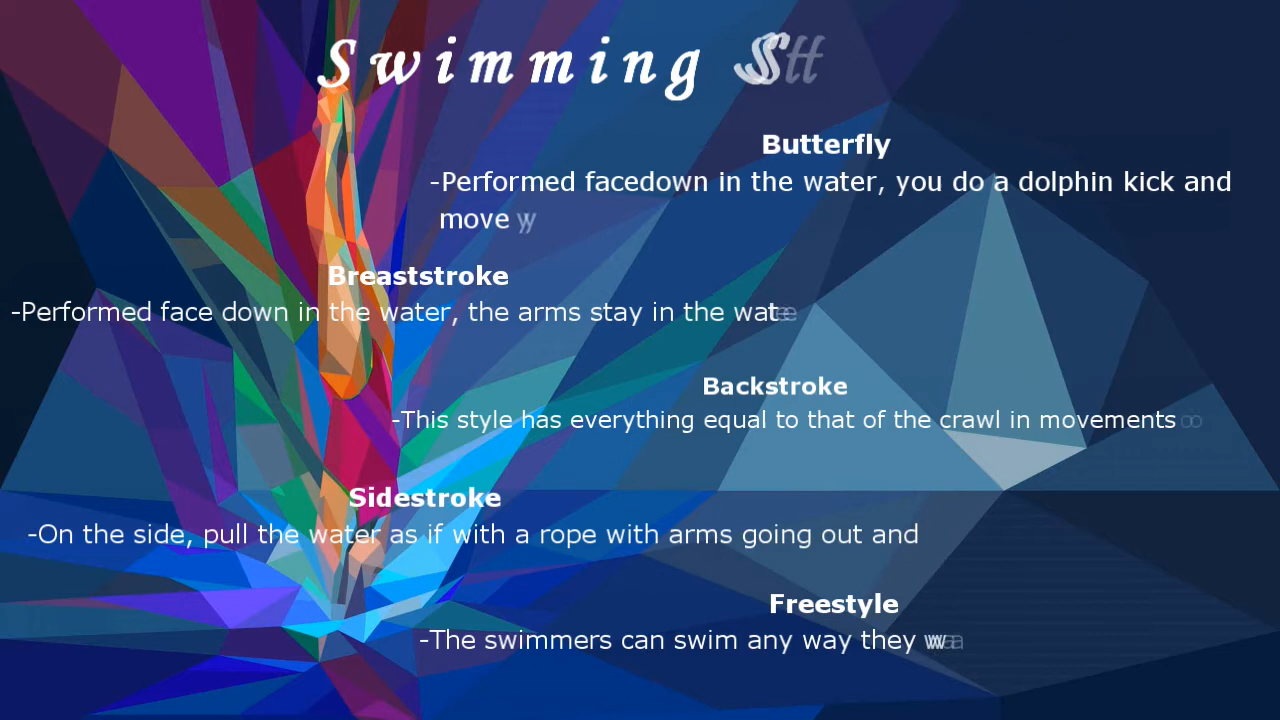 Swimming
Butterfly
-Performed facedown in the water, you do a dolphin kick and
move
Breaststroke
-Performed face down in the water, the arms stay in the
Backstroke
-This style has everything equal to that of the crawl in movements
Sidestroke
-On the side, pull the water as if with a rope with arms going out and
Freestyle
-The swimmers can swim any way they